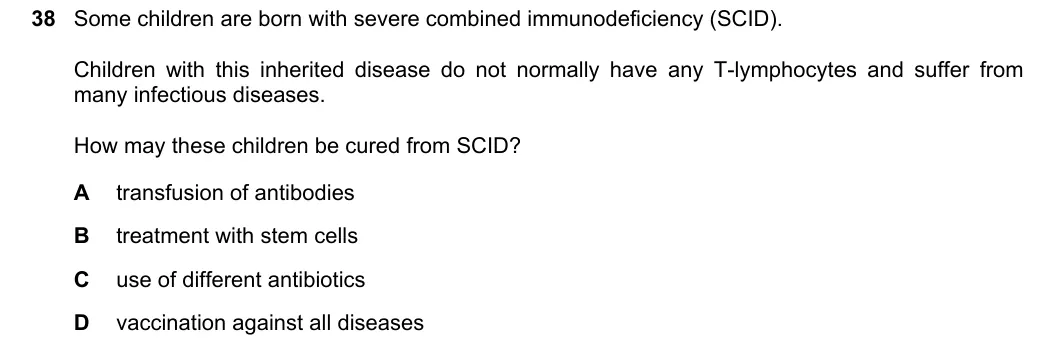 38 Some children are born with severe combined immunodeficiency (SCID).
Children with this inherited disease do not normally have any T-lymphocytes and suffer from
many infectious diseases.
How may these children be cured from SCID?
A transfusion of antibodies
B treatment with stem cells
C use of different antibiotics
D vaccination against all diseases